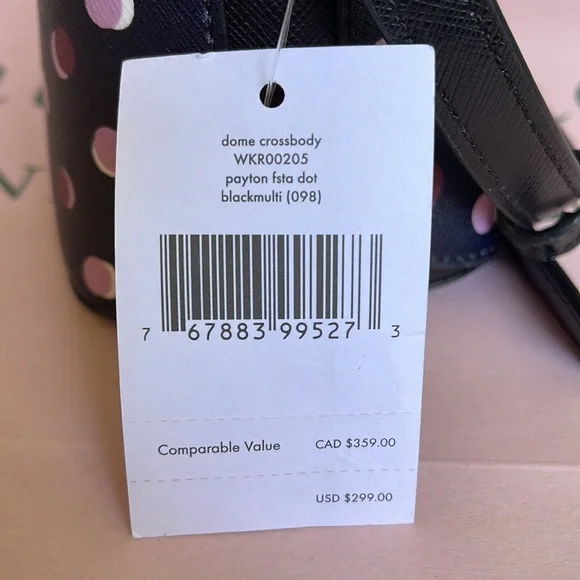 dome crossbody
WKR00205
payton fsta dot
blackmulti (098)
7 67883 99527 3
Comparable Value CAD $359.00
USD $299.00